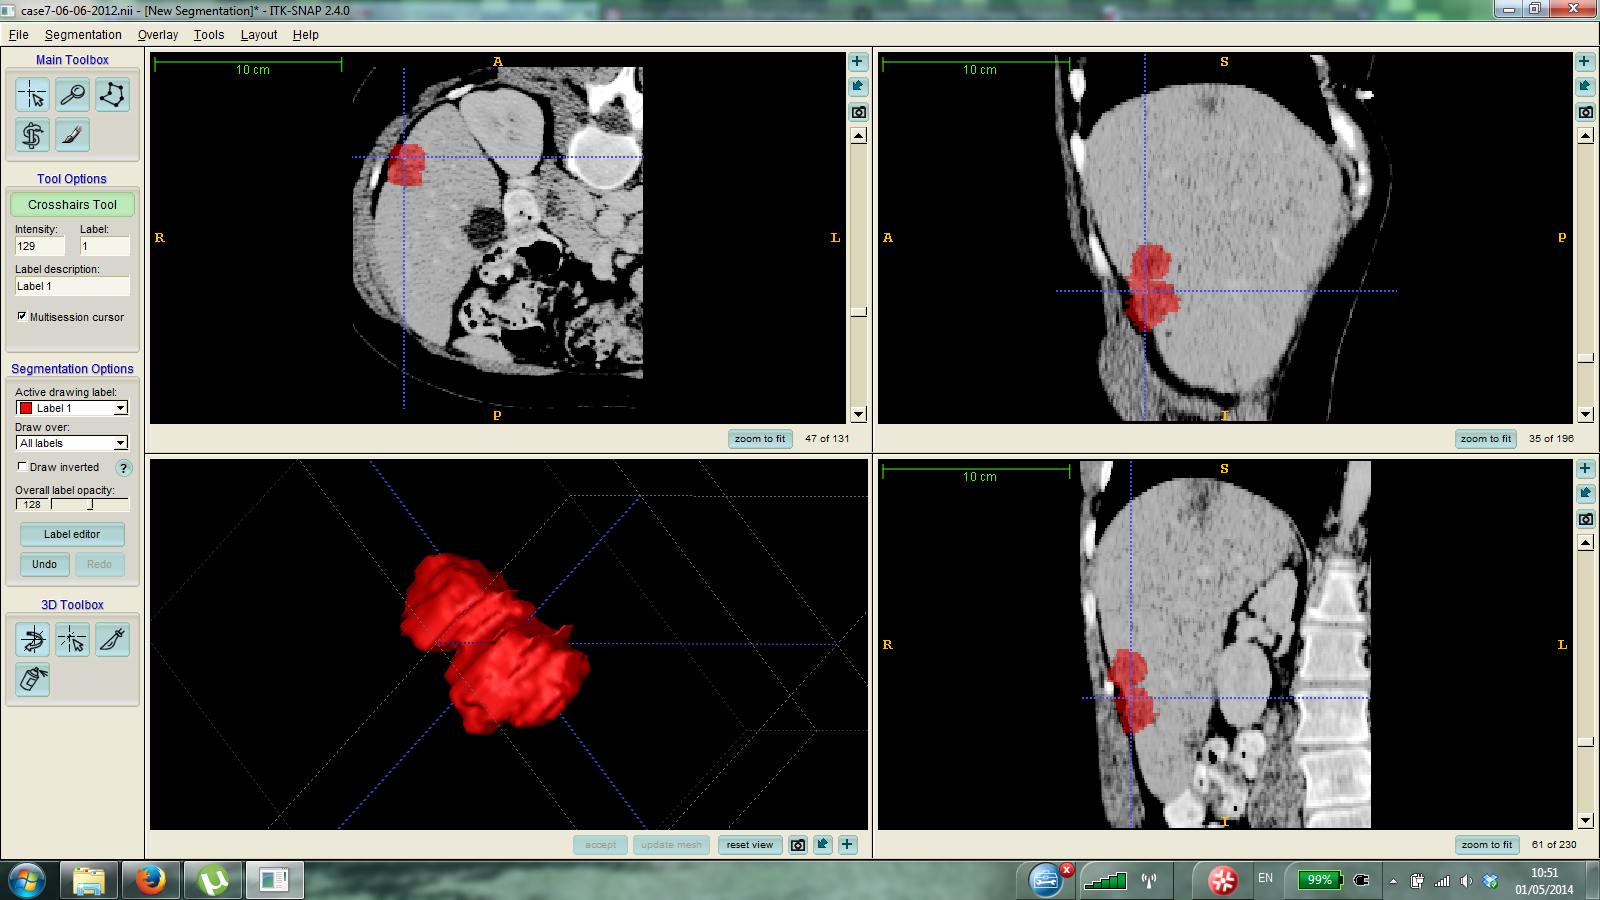 case7-06-06-2012.nii - [New Segmentation]* - ITK-SNAP 2.4.0
File Segmentation Overlay Tools Layout Help
Main Toolbox
Tool Options
Crosshairs Tool
Intensity: Label:
129 1
Label description:
Label 1
Multisession cursor
Segmentation Options
Active drawing label:
Label 1
Draw over:
All labels
Draw inverted ?
Overall label opacity:
128
Label editor
Undo Redo
3D Toolbox
10 cm
A
R
L
P
zoom to fit 47 of 131
10 cm
S
A
P
I
zoom to fit 35 of 196
accept update mesh reset view
10 cm
S
R
L
I
zoom to fit 61 of 230
EN
99%
10:51
01/05/2014